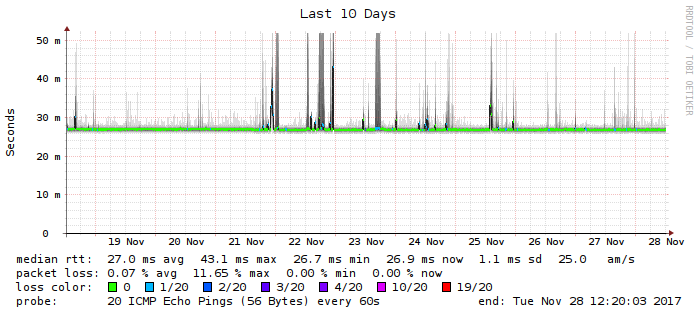 Last 10 Days
RRDTOOL / TOBI OETIKER
Seconds
50 m
40 m
30 m
20 m
10 m
0
19 Nov 20 Nov 21 Nov 22 Nov 23 Nov 24 Nov 25 Nov 26 Nov 27 Nov 28 Nov
median rtt: 27.0 ms avg 43.1 ms max 26.7 ms min 26.9 ms now 1.1 ms sd 25.0 am/s
packet loss: 0.07 % avg 11.65 % max 0.00 % min 0.00 % now
loss color: 0 1/20 2/20 3/20 4/20 10/20 19/20
probe: 20 ICMP Echo Pings (56 Bytes) every 60s end: Tue Nov 28 12:20:03 2017